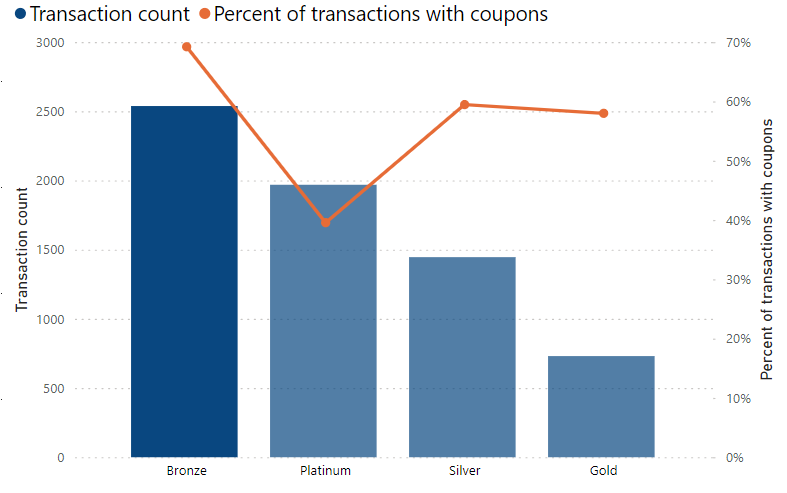 Transaction count Percent of transactions with coupons
3000 70%
2500 60%
2000 50%
1500 40%
1000 30%
500 20%
0 10%
0%
Transaction count
Percent of transactions with coupons
Bronze Platinum Silver Gold